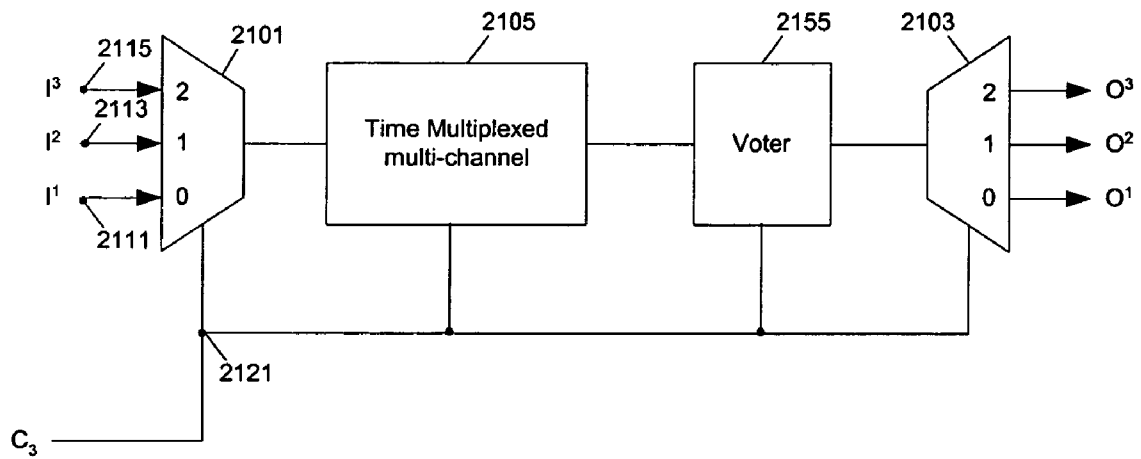 2101
2105
2155
2103
2115
I³
2
2
O³
2113
I²
1
Time Multiplexed
multi-channel
Voter
1
O²
I¹
0
0
O¹
2111
2121
C₃